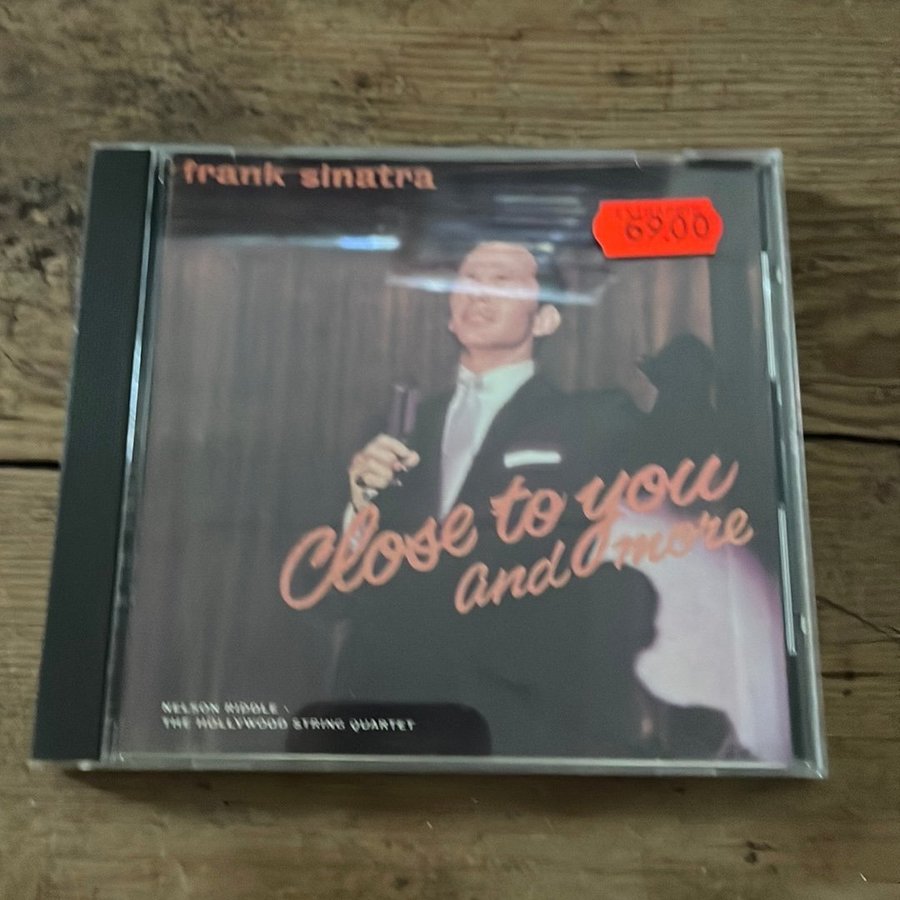 frank sinatra
69.00
Close to you
and more
NELSON RIDDLE -
THE HOLLYWOOD STRING QUARTET